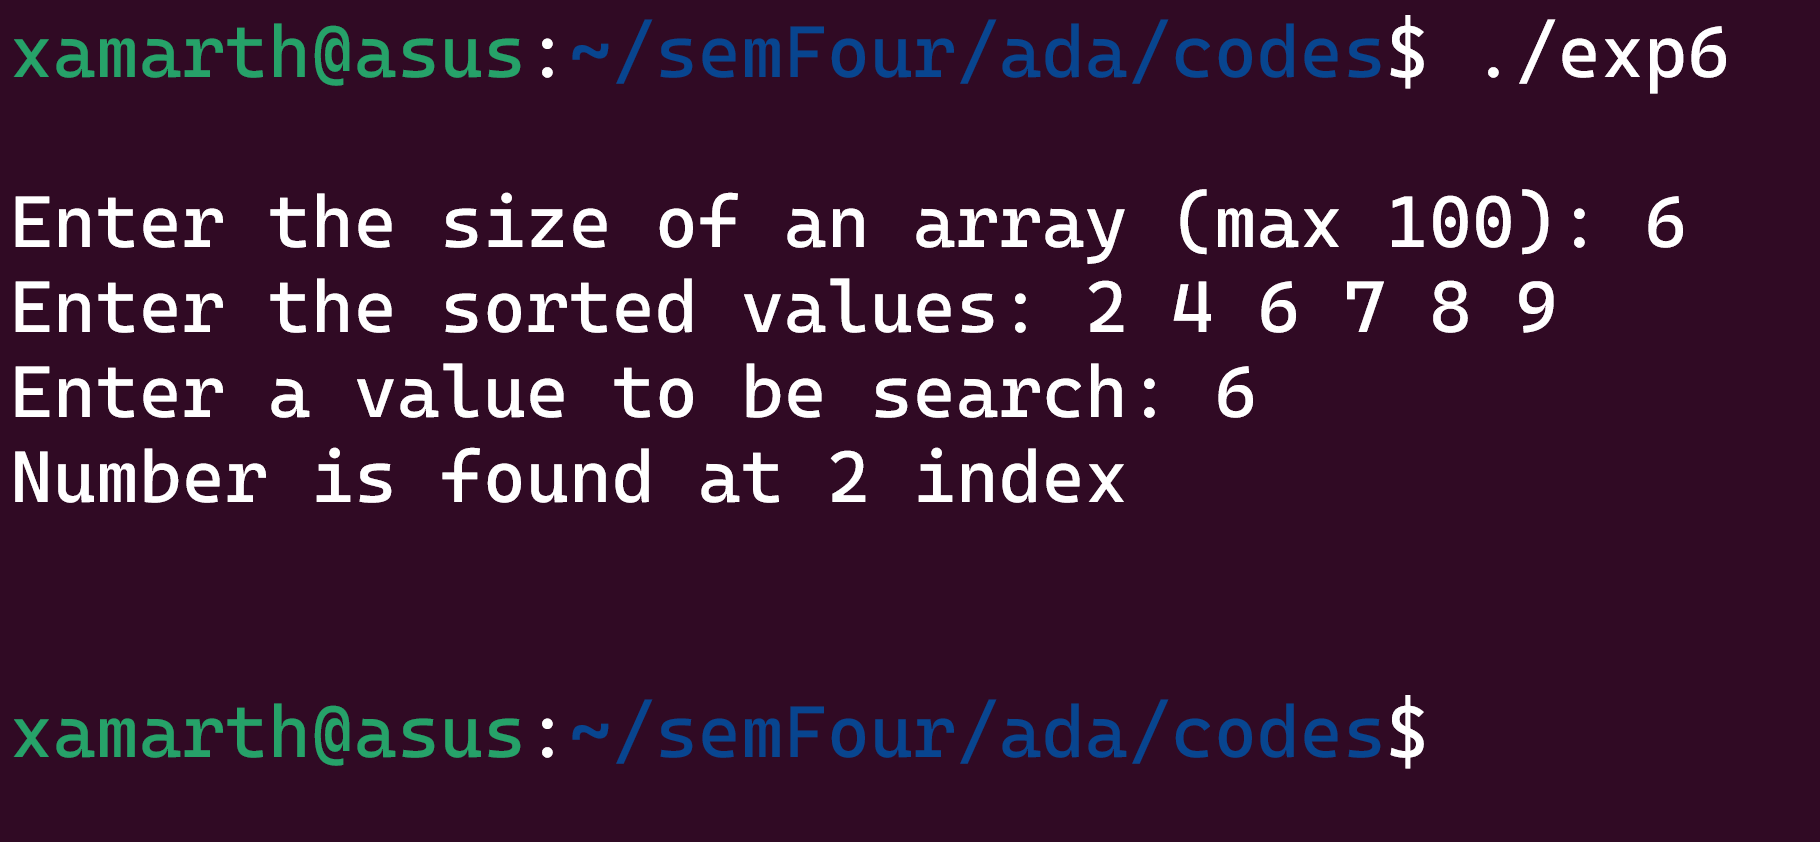 xamarth@asus:~/semFour/ada/codes$ ./exp6
Enter the size of an array (max 100): 6
Enter the sorted values: 2 4 6 7 8 9
Enter a value to be search: 6
Number is found at 2 index
xamarth@asus:~/semFour/ada/codes$